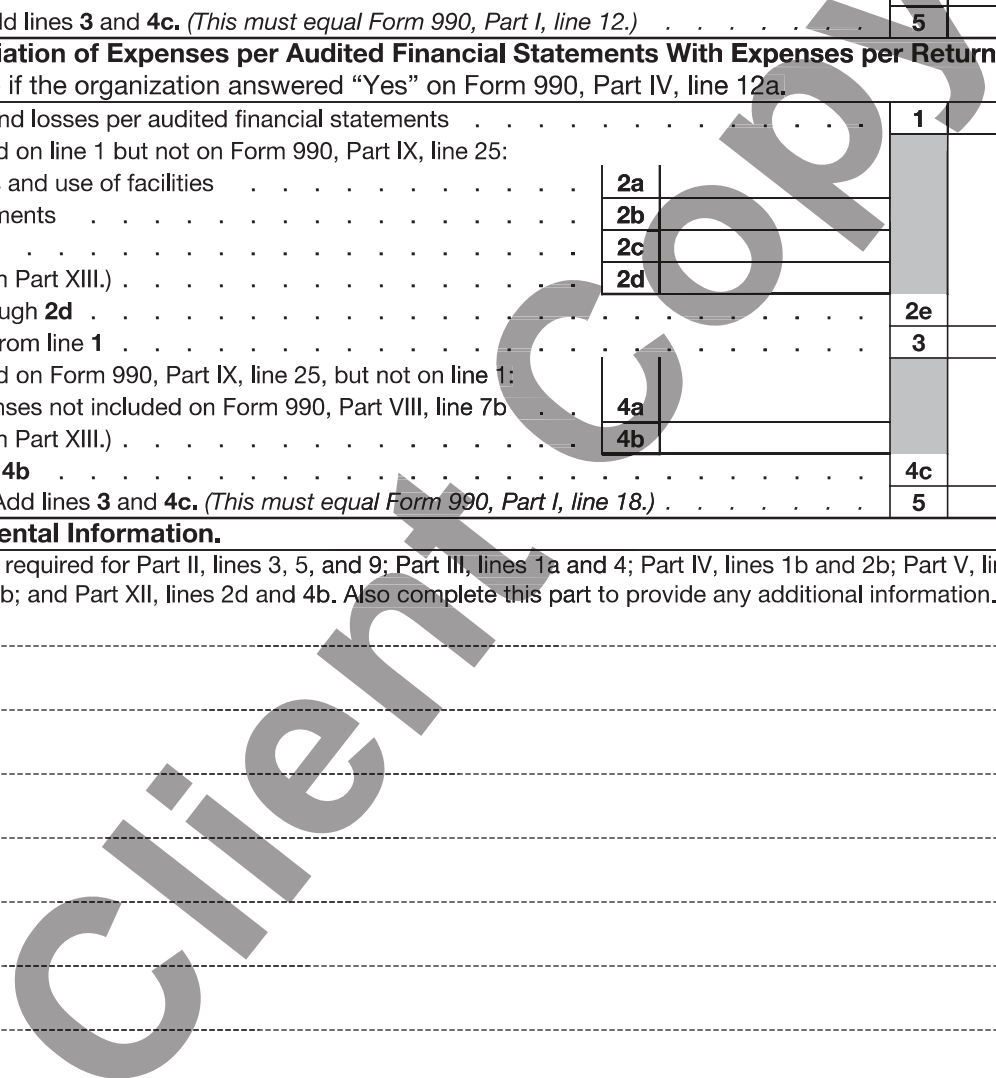 dd lines 3 and 4c. (This must equal Form 990, Part I, line 12.) . . . . . . . 5
iation of Expenses per Audited Financial Statements With Expenses per Return
if the organization answered “Yes” on Form 990, Part IV, line 12a.
nd losses per audited financial statements . . . . . . . . . . . . . 1
d on line 1 but not on Form 990, Part IX, line 25:
s and use of facilities . . . . . . . . . . . 2a
ments . . . . . . . . . . . . . . . . 2b
. . . . . . . . . . . . . . . . . . 2c
n Part XIII.) . . . . . . . . . . . . . . . 2d
ugh 2d . . . . . . . . . . . . . . . . . . . . . . . . . 2e
rom line 1 . . . . . . . . . . . . . . . . . . . . . . . . 3
d on Form 990, Part IX, line 25, but not on line 1:
nses not included on Form 990, Part VIII, line 7b . . 4a
n Part XIII.) . . . . . . . . . . . . . . . 4b
4b . . . . . . . . . . . . . . . . . . . . . . . . . . 4c
Add lines 3 and 4c. (This must equal Form 990, Part I, line 18.) . . . . . . . 5
ental Information.
required for Part II, lines 3, 5, and 9; Part III, lines 1a and 4; Part IV, lines 1b and 2b; Part V, li
b; and Part XII, lines 2d and 4b. Also complete this part to provide any additional information.
Client Copy